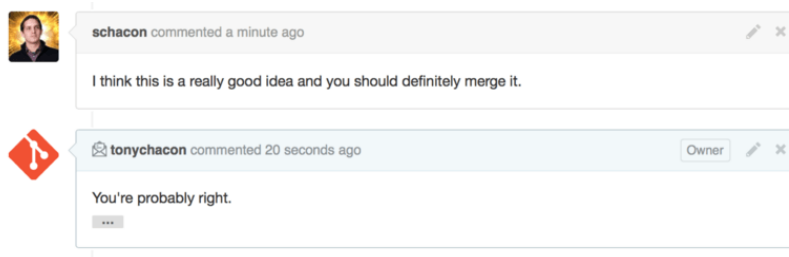 schacon commented a minute ago
I think this is a really good idea and you should definitely merge it.
tonychacon commented 20 seconds ago
Owner
You're probably right.
...